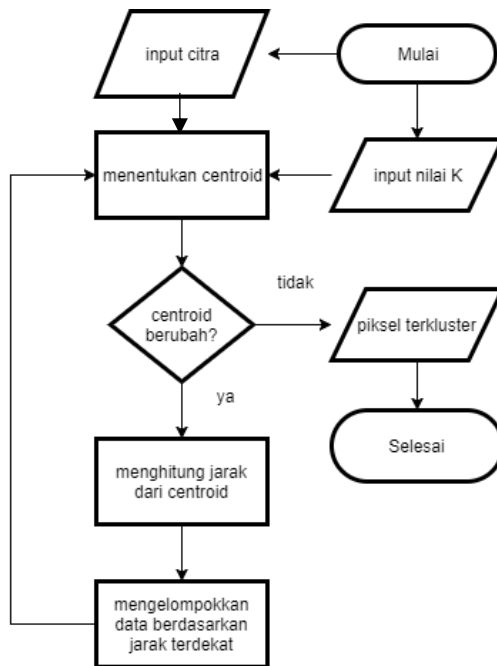 input citra
Mulai
menentukan centroid
input nilai K
centroid
berubah?
tidak
piksel terkluster
ya
Selesai
menghitung jarak
dari centroid
mengelompokkan
data berdasarkan
jarak terdekat